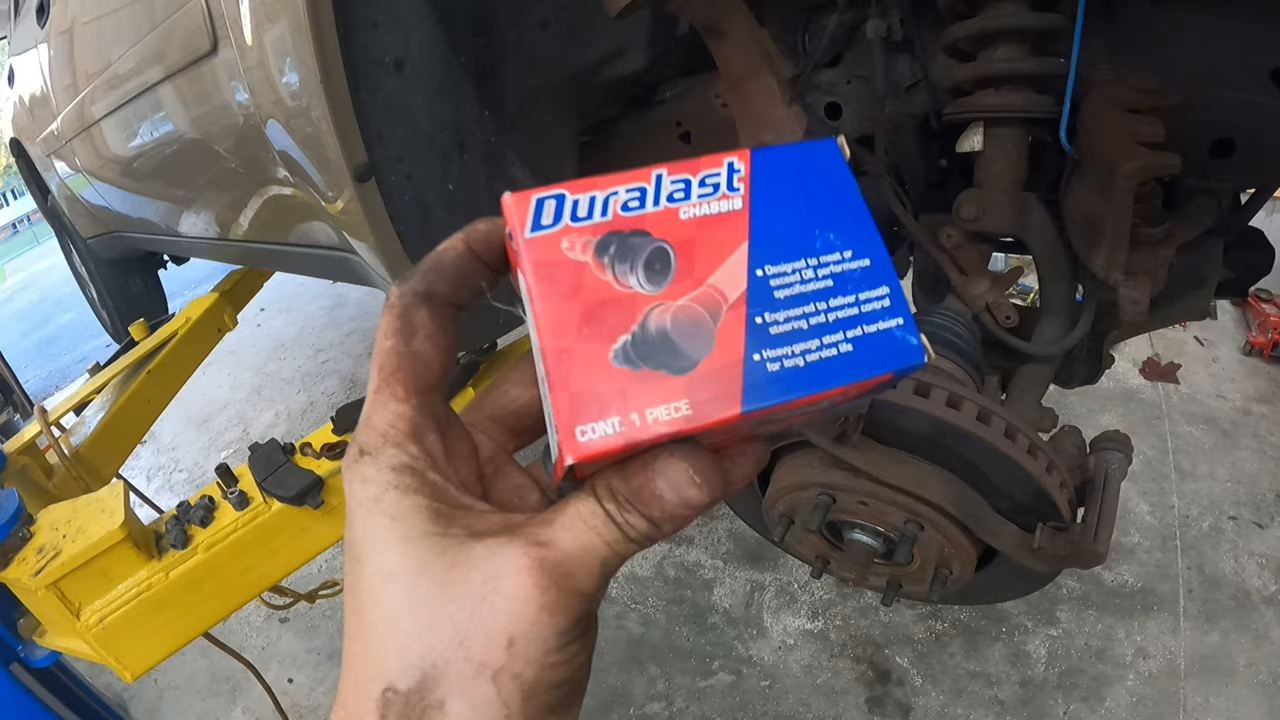 Duralast
CHASSIS
Designed to meet or
exceed OE performance
specifications
Engineered to deliver smooth
steering and precise control
Heavy-gauge steel and hardware
for long service life
CONT. 1 PIECE